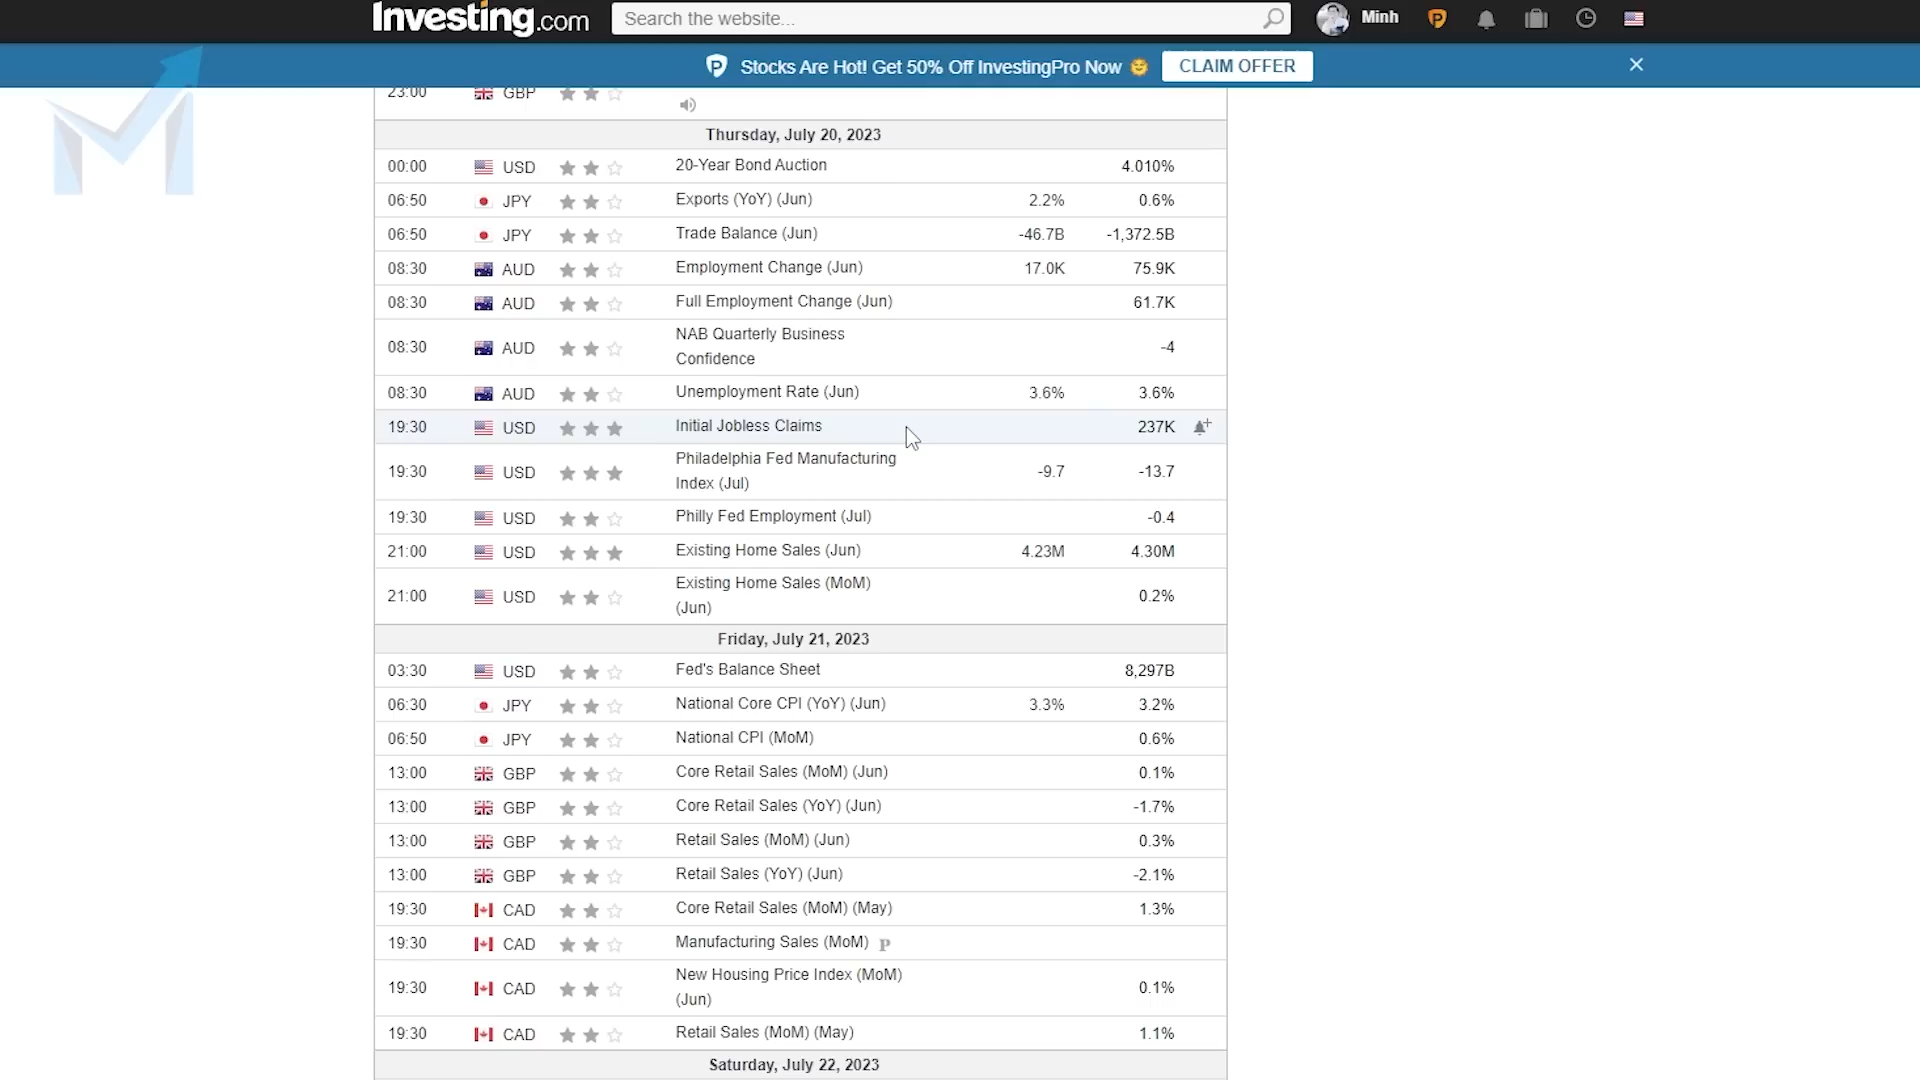 Investing.com Search the website... Minh
Stocks Are Hot! Get 50% Off InvestingPro Now CLAIM OFFER
23:00 GBP
Thursday, July 20, 2023
00:00 USD 20-Year Bond Auction 4.010%
06:50 JPY Exports (YoY) (Jun) 2.2% 0.6%
06:50 JPY Trade Balance (Jun) -46.7B -1,372.5B
08:30 AUD Employment Change (Jun) 17.0K 75.9K
08:30 AUD Full Employment Change (Jun) 61.7K
08:30 AUD NAB Quarterly Business
Confidence -4
08:30 AUD Unemployment Rate (Jun) 3.6% 3.6%
19:30 USD Initial Jobless Claims 237K
19:30 USD Philadelphia Fed Manufacturing
Index (Jul) -9.7 -13.7
19:30 USD Philly Fed Employment (Jul) -0.4
21:00 USD Existing Home Sales (Jun) 4.23M 4.30M
21:00 USD Existing Home Sales (MoM)
(Jun) 0.2%
Friday, July 21, 2023
03:30 USD Fed's Balance Sheet 8,297B
06:30 JPY National Core CPI (YoY) (Jun) 3.3% 3.2%
06:50 JPY National CPI (MoM) 0.6%
13:00 GBP Core Retail Sales (MoM) (Jun) 0.1%
13:00 GBP Core Retail Sales (YoY) (Jun) -1.7%
13:00 GBP Retail Sales (MoM) (Jun) 0.3%
13:00 GBP Retail Sales (YoY) (Jun) -2.1%
19:30 CAD Core Retail Sales (MoM) (May) 1.3%
19:30 CAD Manufacturing Sales (MoM) P
19:30 CAD New Housing Price Index (MoM)
(Jun) 0.1%
19:30 CAD Retail Sales (MoM) (May) 1.1%
Saturday, July 22, 2023